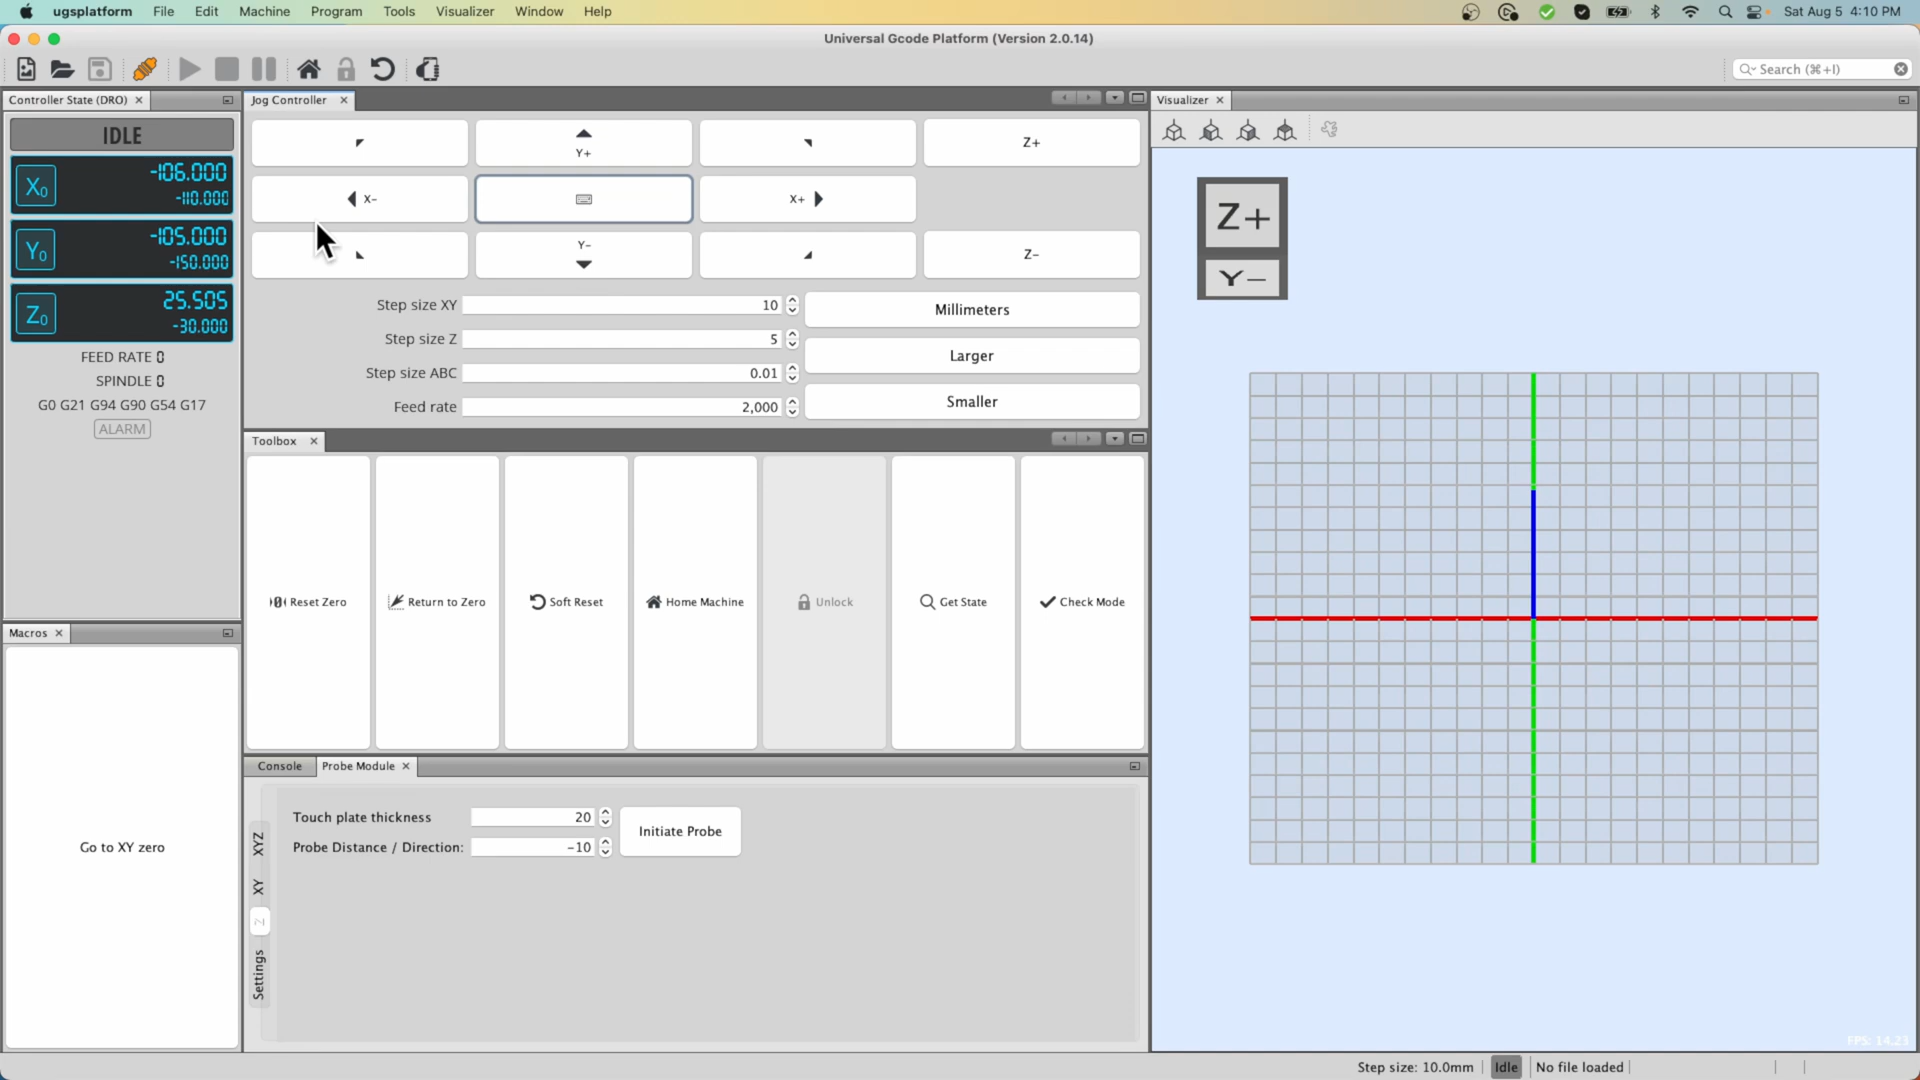 ugsplatform File Edit Machine Program Tools Visualizer Window Help Sat Aug 5 4:10 PM
Universal Gcode Platform (Version 2.0.14)
Search (⌘+I)
Controller State (DRO)
IDLE
X0 -106.000
-110.000
Y0 -105.000
-150.000
Z0 25.505
-30.000
FEED RATE 0
SPINDLE 0
G0 G21 G94 G90 G54 G17
ALARM
Macros
Go to XY zero
Jog Controller
Y+
Z+
X-
X+
Y-
Z-
Step size XY 10
Step size Z 5
Step size ABC 0.01
Feed rate 2,000
Millimeters
Larger
Smaller
Toolbox
Reset Zero
Return to Zero
Soft Reset
Home Machine
Unlock
Get State
Check Mode
Console Probe Module
XYZ
XY
Z
Settings
Touch plate thickness 20
Probe Distance / Direction: -10
Initiate Probe
Visualizer
Z+
Y-
FPS: 14.23
Step size: 10.0mm Idle No file loaded